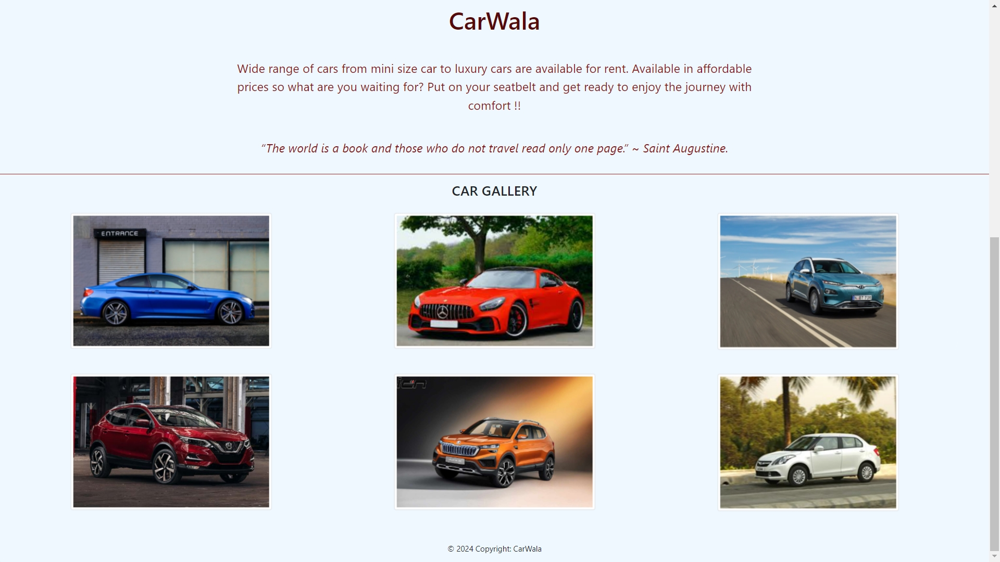 CarWala
Wide range of cars from mini size car to luxury cars are available for rent. Available in affordable
prices so what are you waiting for? Put on your seatbelt and get ready to enjoy the journey with
comfort !!
“The world is a book and those who do not travel read only one page.” ~ Saint Augustine.
CAR GALLERY
ENTRANCE
© 2024 Copyright: CarWala